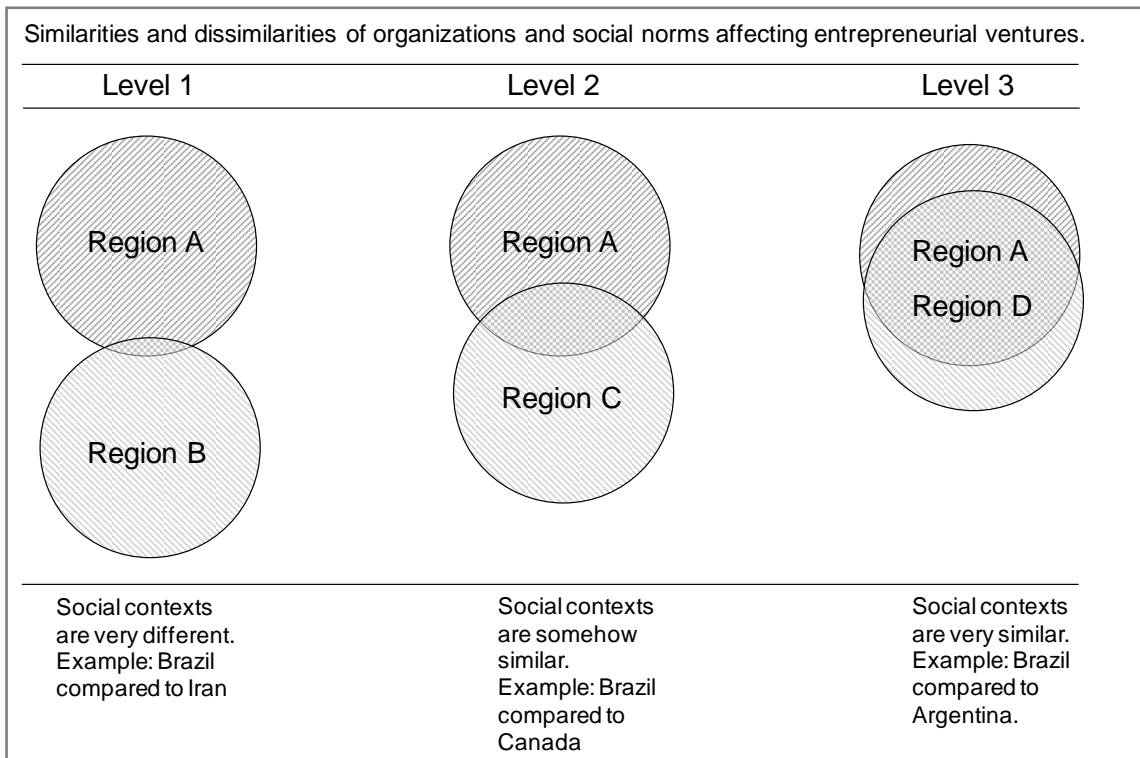 Similarities and dissimilarities of organizations and social norms affecting entrepreneurial ventures.
Level 1
Level 2
Level 3
Region A
Region B
Region A
Region C
Region A
Region D
Social contexts
are very different.
Example: Brazil
compared to Iran
Social contexts
are somehow
similar.
Example: Brazil
compared to
Canada
Social contexts
are very similar.
Example: Brazil
compared to
Argentina.